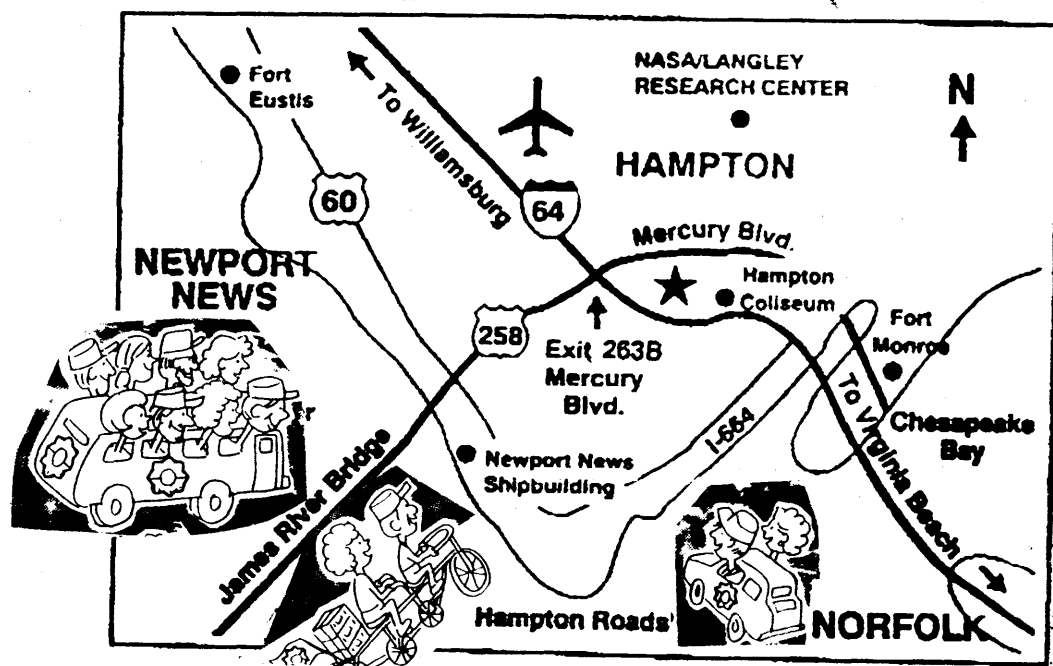 NASA/LANGLEY
RESEARCH CENTER
N
Fort
Eustis
To Williamsburg
HAMPTON
60
64
Mercury Blvd.
NEWPORT
NEWS
Hampton
Coliseum
258
Exit 263B
Mercury
Blvd.
Fort
Monroe
To Virginia Beach
I-664
Chesapeake
Bay
Newport News
Shipbuilding
James River Bridge
Hampton Roads
NORFOLK